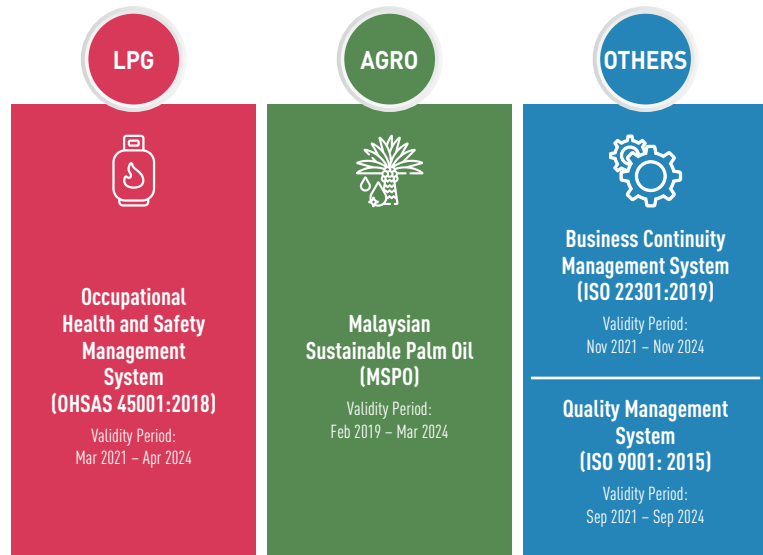 LPG
Occupational
Health and Safety
Management
System
(OHSAS 45001:2018)
Validity Period:
Mar 2021 – Apr 2024
AGRO
Malaysian
Sustainable Palm Oil
(MSPO)
Validity Period:
Feb 2019 – Mar 2024
OTHERS
Business Continuity
Management System
(ISO 22301:2019)
Validity Period:
Nov 2021 – Nov 2024
Quality Management
System
(ISO 9001: 2015)
Validity Period:
Sep 2021 – Sep 2024